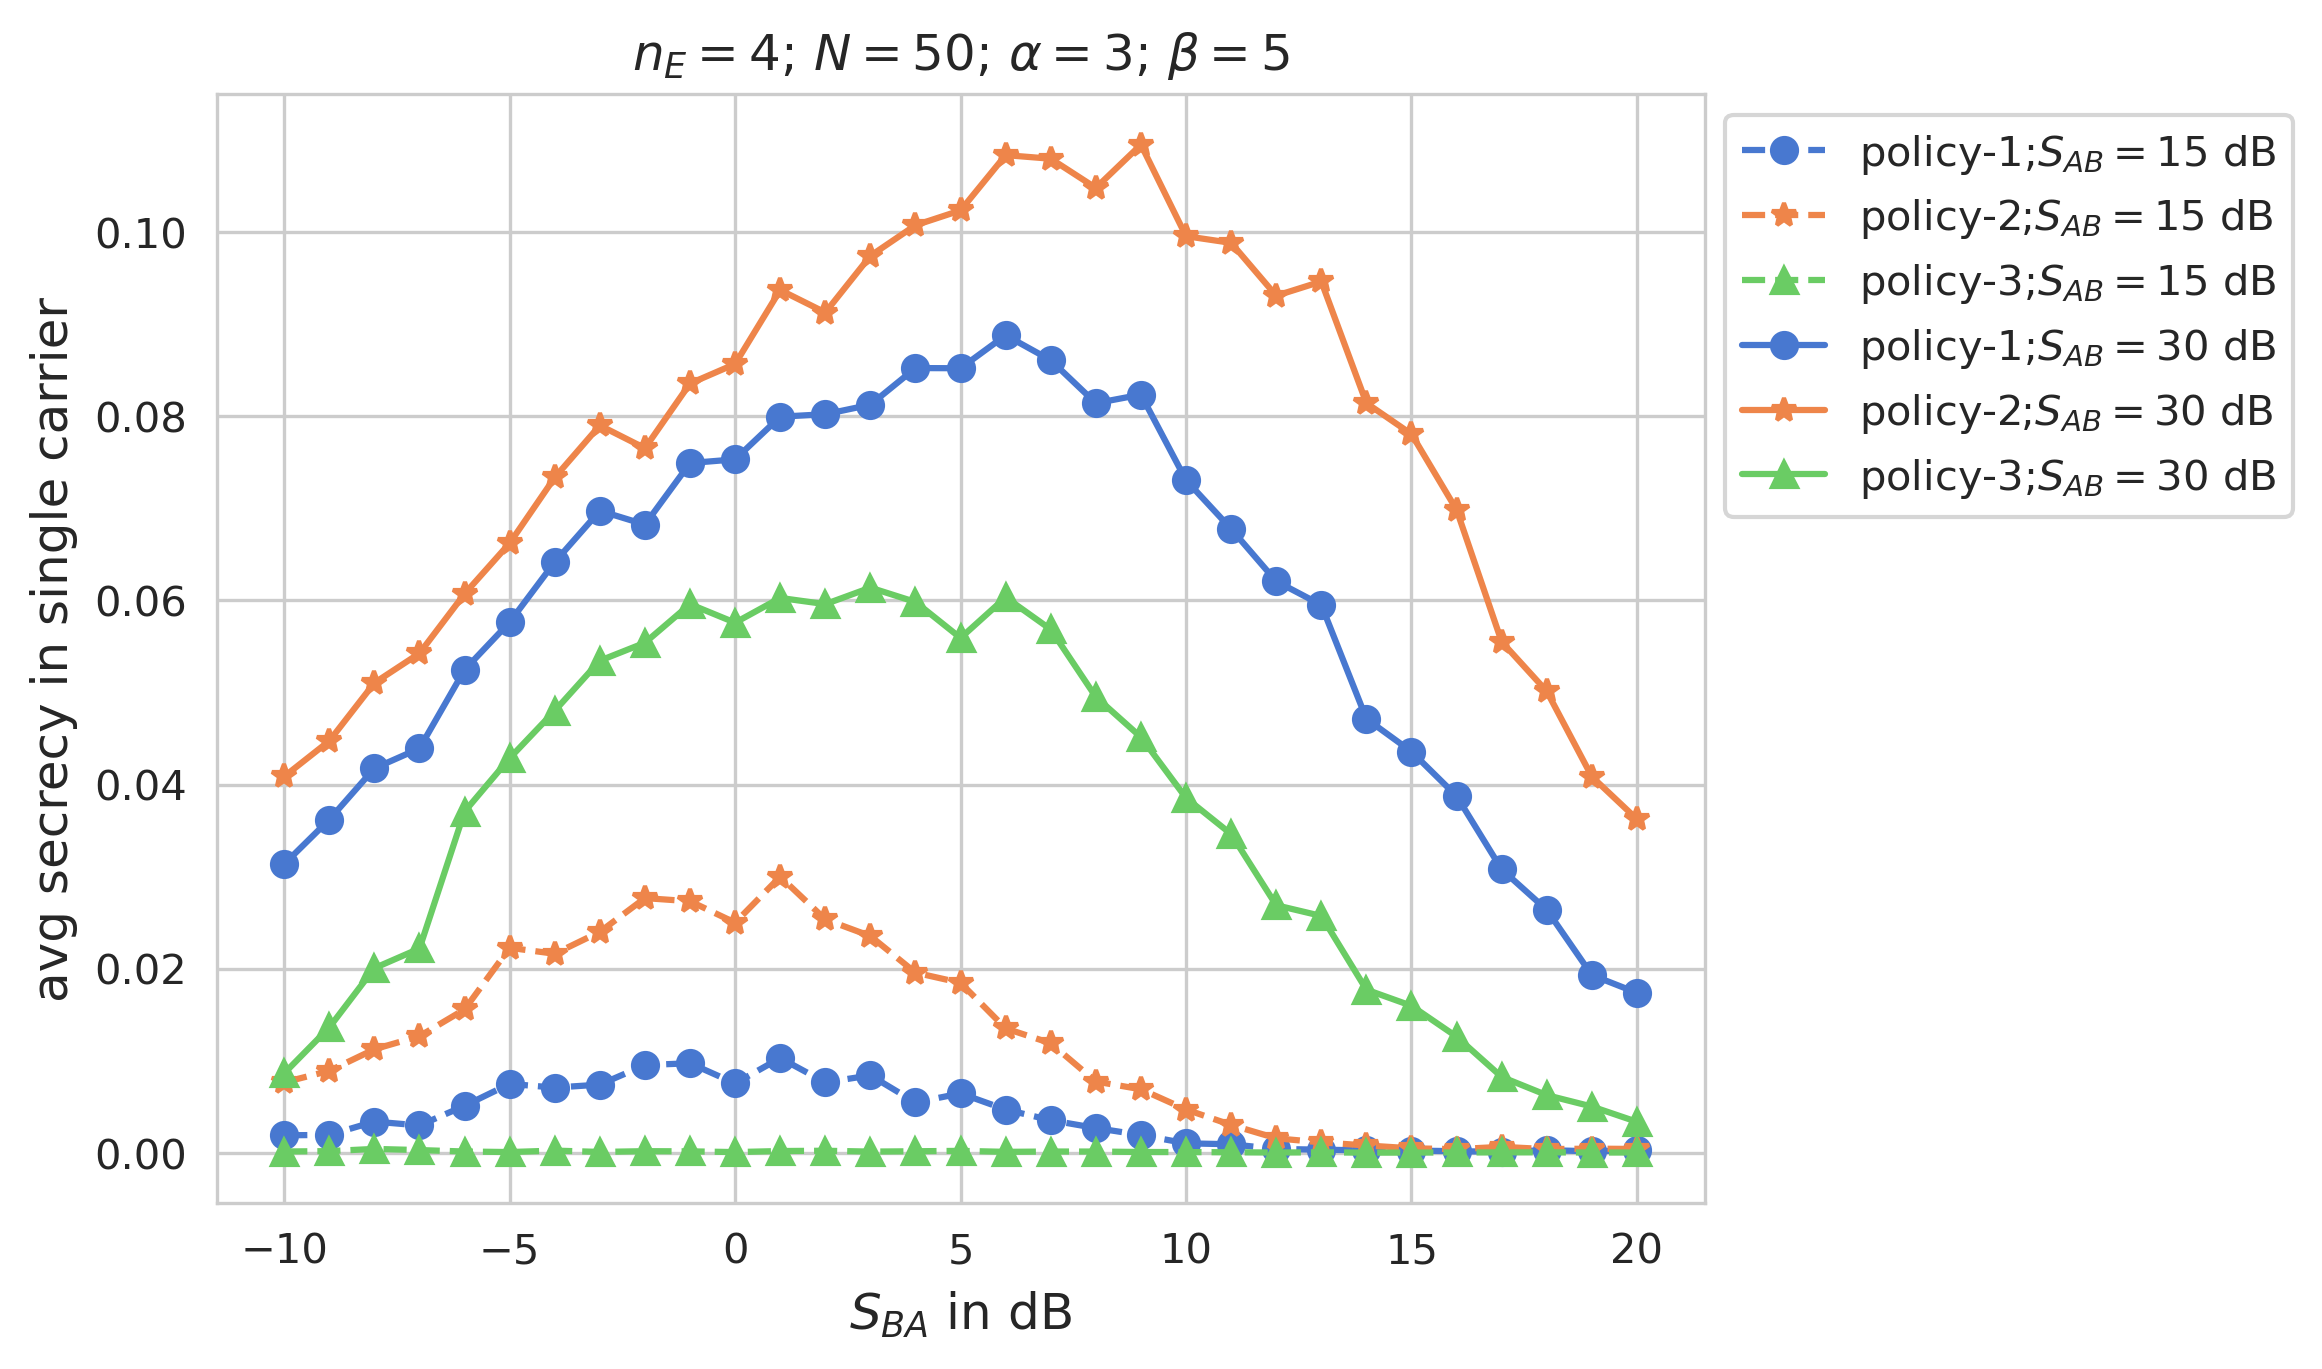 n_E = 4; N = 50; α = 3; β = 5
policy-1;S_AB = 15 dB
policy-2;S_AB = 15 dB
policy-3;S_AB = 15 dB
policy-1;S_AB = 30 dB
policy-2;S_AB = 30 dB
policy-3;S_AB = 30 dB
avg secrecy in single carrier
0.10
0.08
0.06
0.04
0.02
0.00
−10 −5 0 5 10 15 20
S_BA in dB